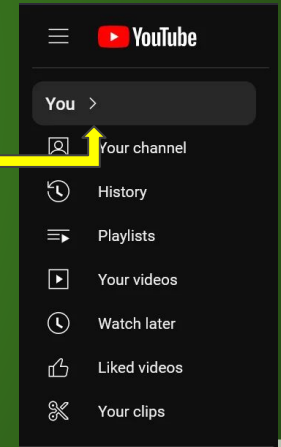 YouTube
You >
Your channel
History
Playlists
Your videos
Watch later
Liked videos
Your clips